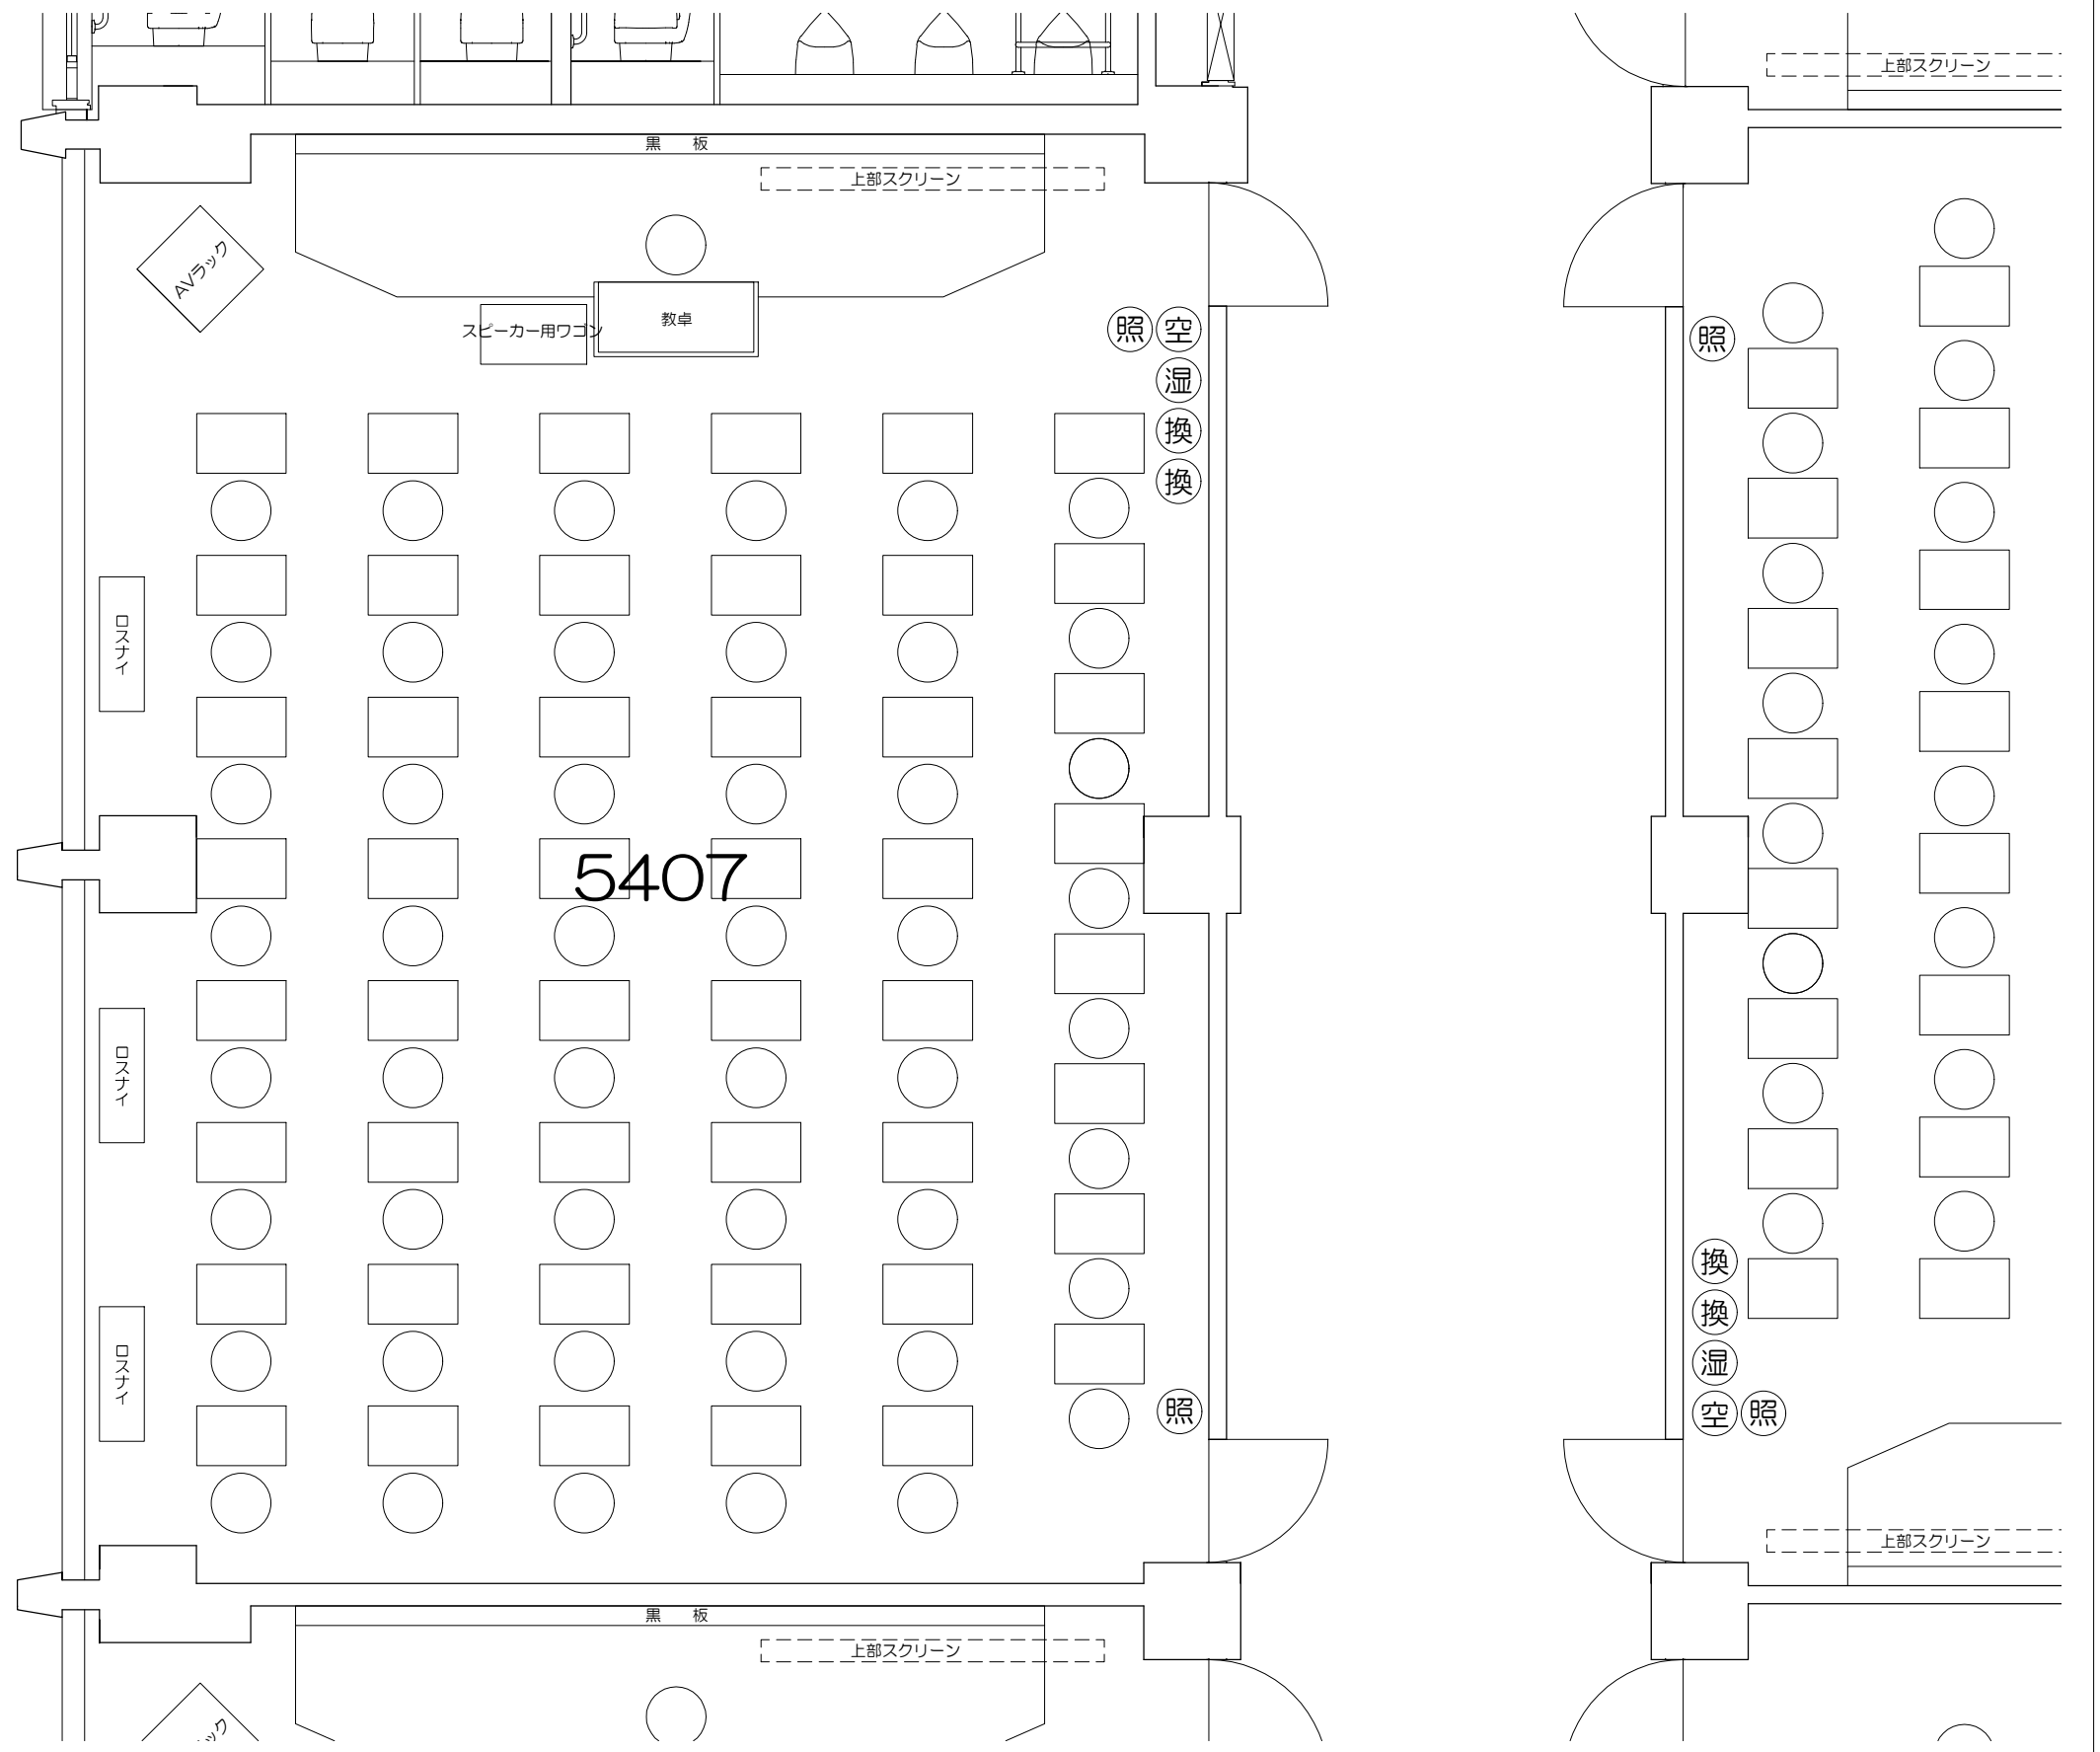 上部スクリーン
黒 板
上部スクリーン
AVラック
スピーカー用ワゴン
教卓
照 空
照
湿
換
換
ロスナイ
5407
ロスナイ
換
換
湿
ロスナイ
照
空 照
上部スクリーン
黒 板
上部スクリーン
ック